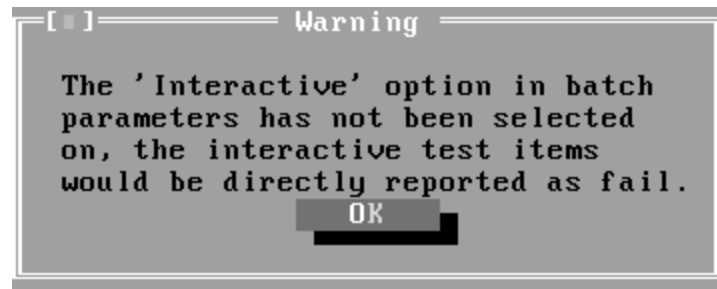 [■] Warning
The 'Interactive' option in batch
parameters has not been selected
on, the interactive test items
would be directly reported as fail.
OK